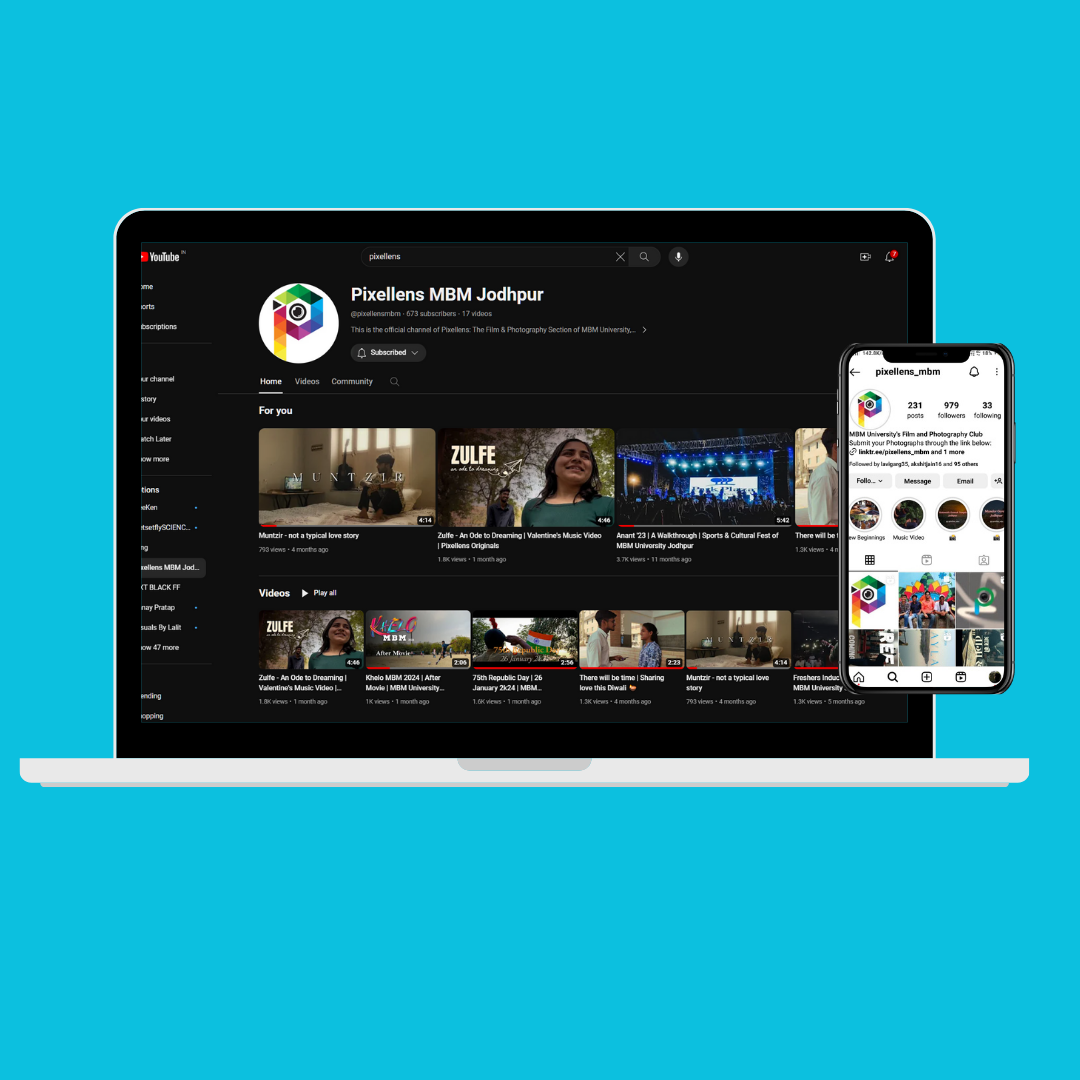 YouTube IN
pixellens
7
ome
orts
bscriptions
ur channel
story
ur videos
atch Later
ow more
tions
eKen
tsetflySCIENC...
ng
xellens MBM Jod...
XT BLACK FF
nay Pratap
suals By Lalit
ow 47 more
ending
opping
Pixellens MBM Jodhpur
@pixellensmbm · 673 subscribers · 17 videos
This is the official channel of Pixellens: The Film & Photography Section of MBM University,...
Subscribed
Home Videos Community
For you
MUNTZIR
4:14
ZULFE
an ode to dreaming
4:46
5:42
Muntzir - not a typical love story
793 views · 4 months ago
Zulfe - An Ode to Dreaming | Valentine's Music Video
| Pixellens Originals
1.8K views · 1 month ago
Anant '23 | A Walkthrough | Sports & Cultural Fest of
MBM University Jodhpur
3.7K views · 11 months ago
There will be t
1.3K views · 4 n
Videos Play all
ZULFE
4:46
KHELO
MBM
After Movie
2:06
75th Republic D
26 January 2
2:56
2:23
MUNTZIR
4:14
Zulfe - An Ode to Dreaming |
Valentine's Music Video |...
1.8K views · 1 month ago
Khelo MBM 2024 | After
Movie | MBM University...
1K views · 1 month ago
75th Republic Day | 26
January 2k24 | MBM...
1.6K views · 1 month ago
There will be time | Sharing
love this Diwali
1.3K views · 4 months ago
Muntzir - not a typical love
story
793 views · 4 months ago
Freshers Induc
MBM University
1.3K views · 5 months ago
18%
pixellens_mbm
231 979 33
posts followers following
MBM University's Film and Photography Club
Submit your Photographs through the link below:
linktr.ee/pixellens_mbm and 1 more
Followed by lavigarg35, akshitjain16 and 95 others
Follo... Message Email
ew Beginnings Music Video